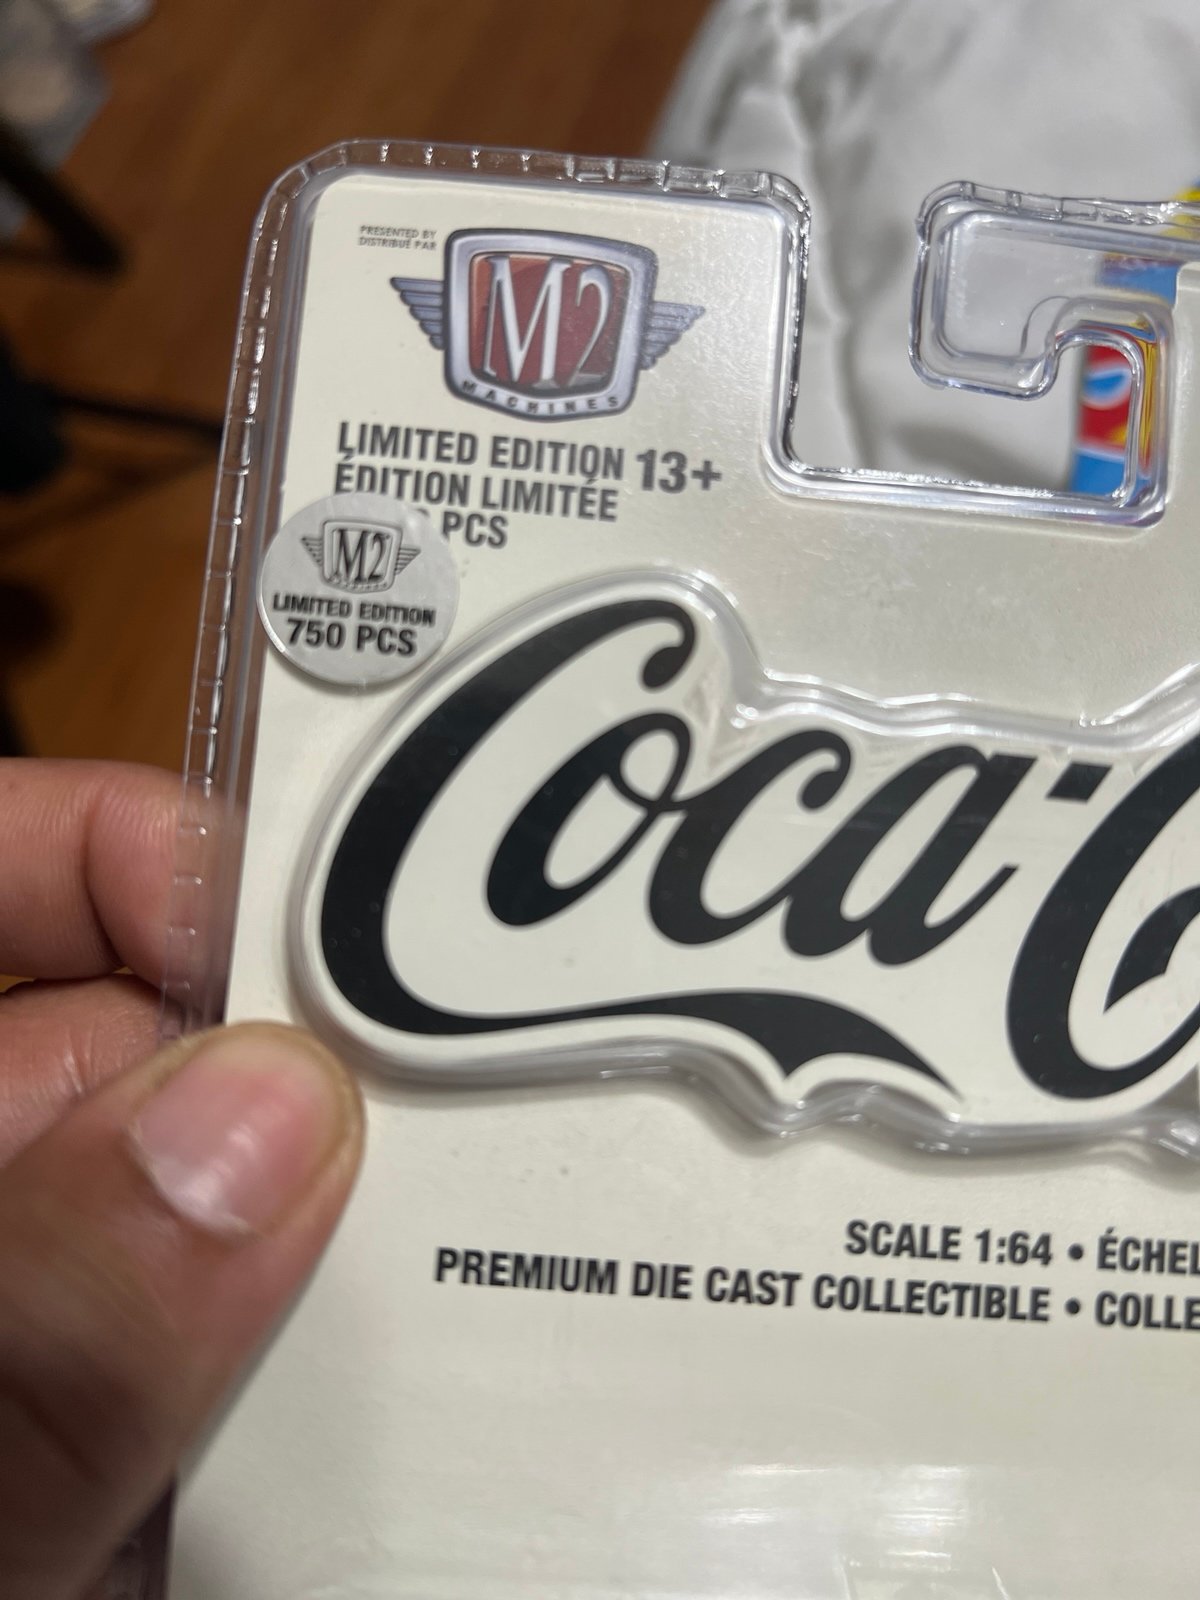 PRESENTED BY
DISTRIBUÉ PAR
M2
MACHINES
LIMITED EDITION 13+
ÉDITION LIMITÉE
PCS
M2
LIMITED EDITION
750 PCS
Coca-C
SCALE 1:64 • ÉCHEL
PREMIUM DIE CAST COLLECTIBLE • COLLE